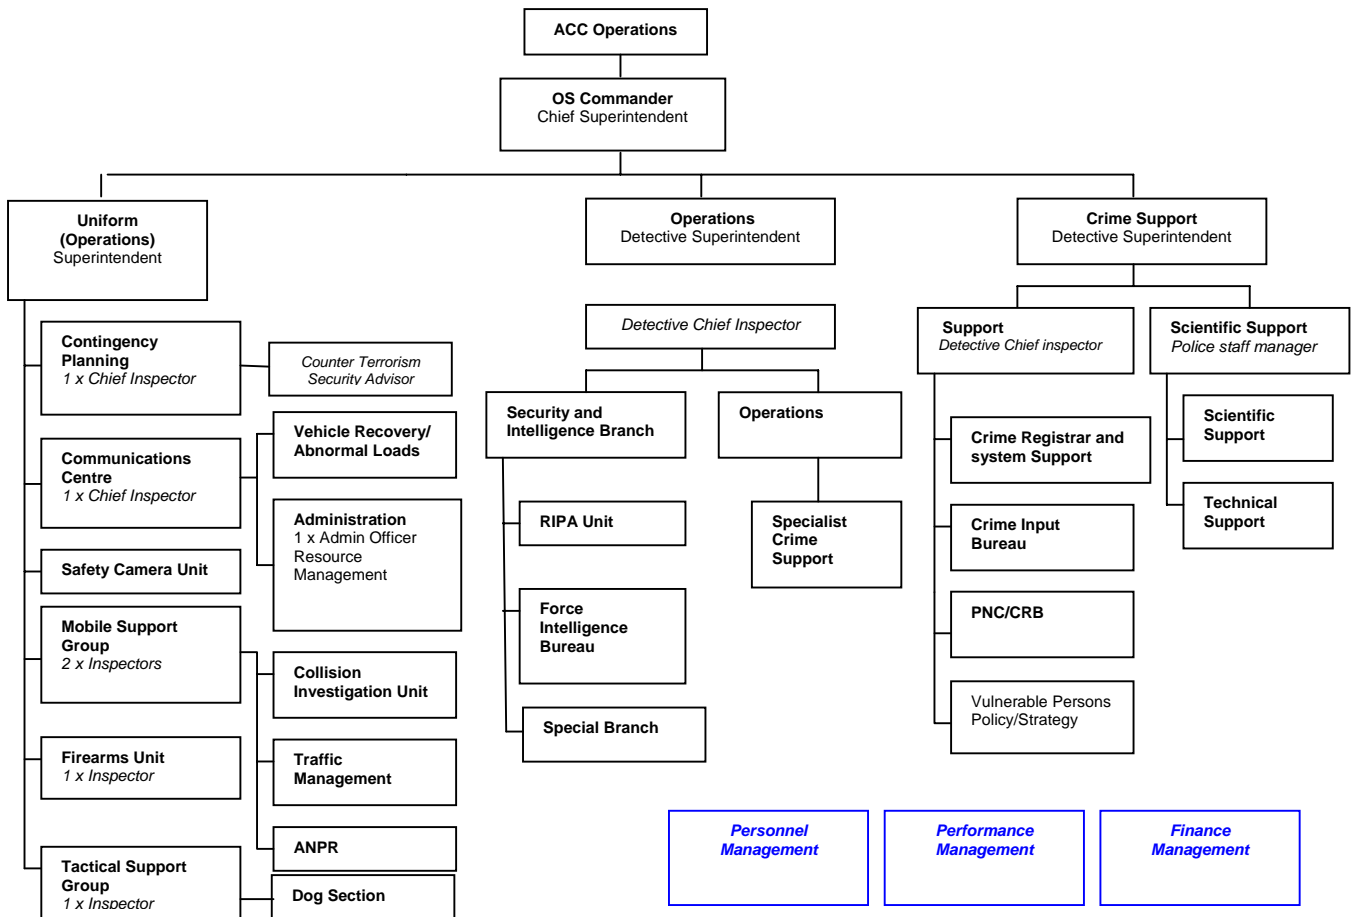 ACC Operations
OS Commander
Chief Superintendent
Uniform
(Operations)
Superintendent
Operations
Detective Superintendent
Crime Support
Detective Superintendent
Contingency
Planning
1 x Chief Inspector
Counter Terrorism
Security Advisor
Communications
Centre
1 x Chief Inspector
Vehicle Recovery/
Abnormal Loads
Administration
1 x Admin Officer
Resource
Management
Safety Camera Unit
Mobile Support
Group
2 x Inspectors
Collision
Investigation Unit
Traffic
Management
ANPR
Firearms Unit
1 x Inspector
Tactical Support
Group
1 x Inspector
Dog Section
Detective Chief Inspector
Security and
Intelligence Branch
RIPA Unit
Force
Intelligence
Bureau
Special Branch
Operations
Specialist
Crime
Support
Support
Detective Chief inspector
Crime Registrar and
system Support
Crime Input
Bureau
PNC/CRB
Vulnerable Persons
Policy/Strategy
Scientific Support
Police staff manager
Scientific
Support
Technical
Support
Personnel
Management
Performance
Management
Finance
Management